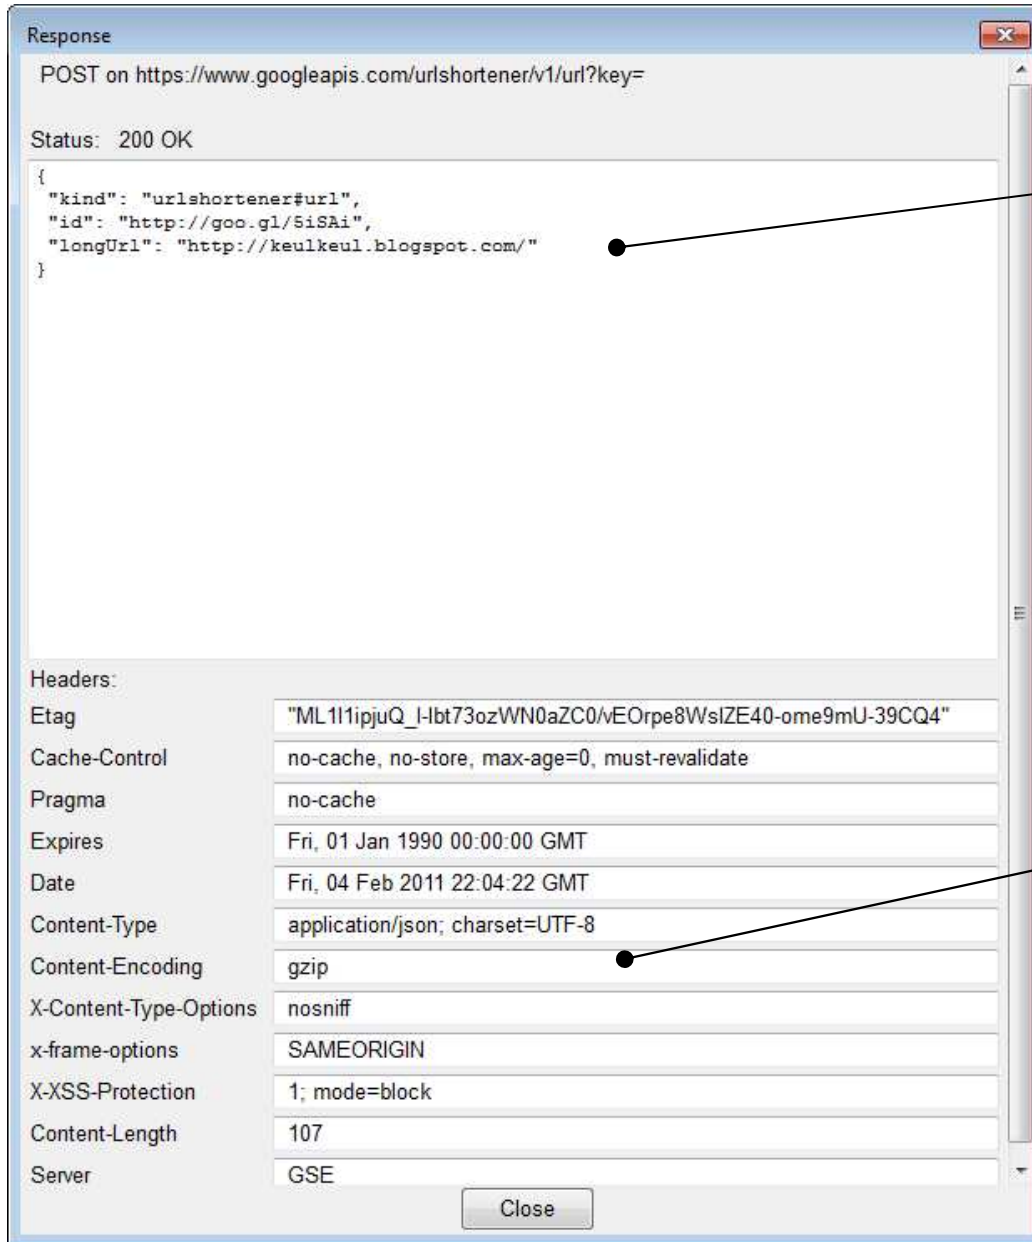 Response
POST on https://www.googleapis.com/urlshortener/v1/url?key=
Status: 200 OK
{
"kind": "urlshortener#url",
"id": "http://goo.gl/5iSAi",
"longUrl": "http://keulkeul.blogspot.com/"
}
Headers:
Etag "ML1I1ipjuQ_l-lbt73ozWN0aZC0/vEOrpe8WsIZE40-ome9mU-39CQ4"
Cache-Control no-cache, no-store, max-age=0, must-revalidate
Pragma no-cache
Expires Fri, 01 Jan 1990 00:00:00 GMT
Date Fri, 04 Feb 2011 22:04:22 GMT
Content-Type application/json; charset=UTF-8
Content-Encoding gzip
X-Content-Type-Options nosniff
x-frame-options SAMEORIGIN
X-XSS-Protection 1; mode=block
Content-Length 107
Server GSE
Close